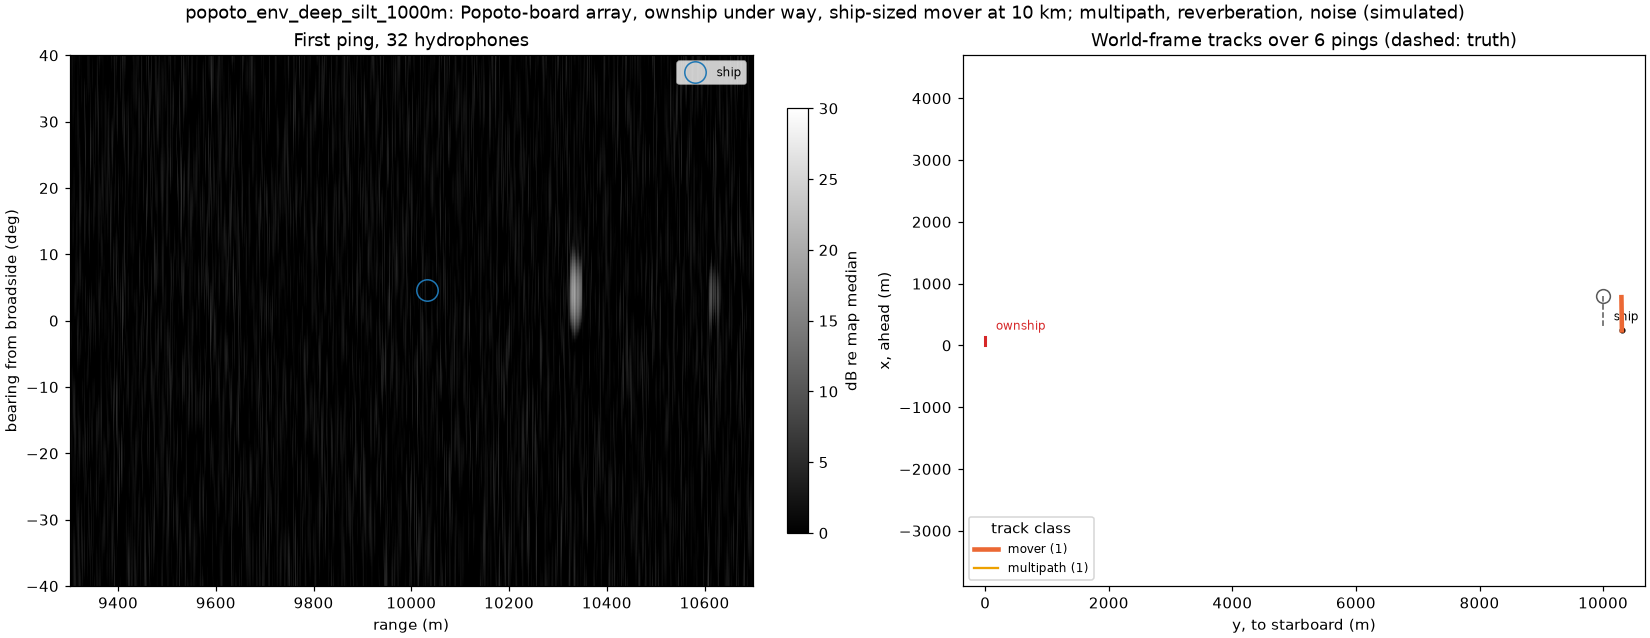 popoto_env_deep_silt_1000m: Popoto-board array, ownship under way, ship-sized mover at 10 km; multipath, reverberation, noise (simulated)
First ping, 32 hydrophones
40
30
20
10
0
−10
−20
−30
−40
bearing from broadside (deg)
ship
9400
9600
9800
10000
10200
10400
10600
range (m)
30
25
20
15
10
5
0
dB re map median
World-frame tracks over 6 pings (dashed: truth)
4000
3000
2000
1000
0
−1000
−2000
−3000
x, ahead (m)
ownship
ship
track class
mover (1)
multipath (1)
0
2000
4000
6000
8000
10000
y, to starboard (m)